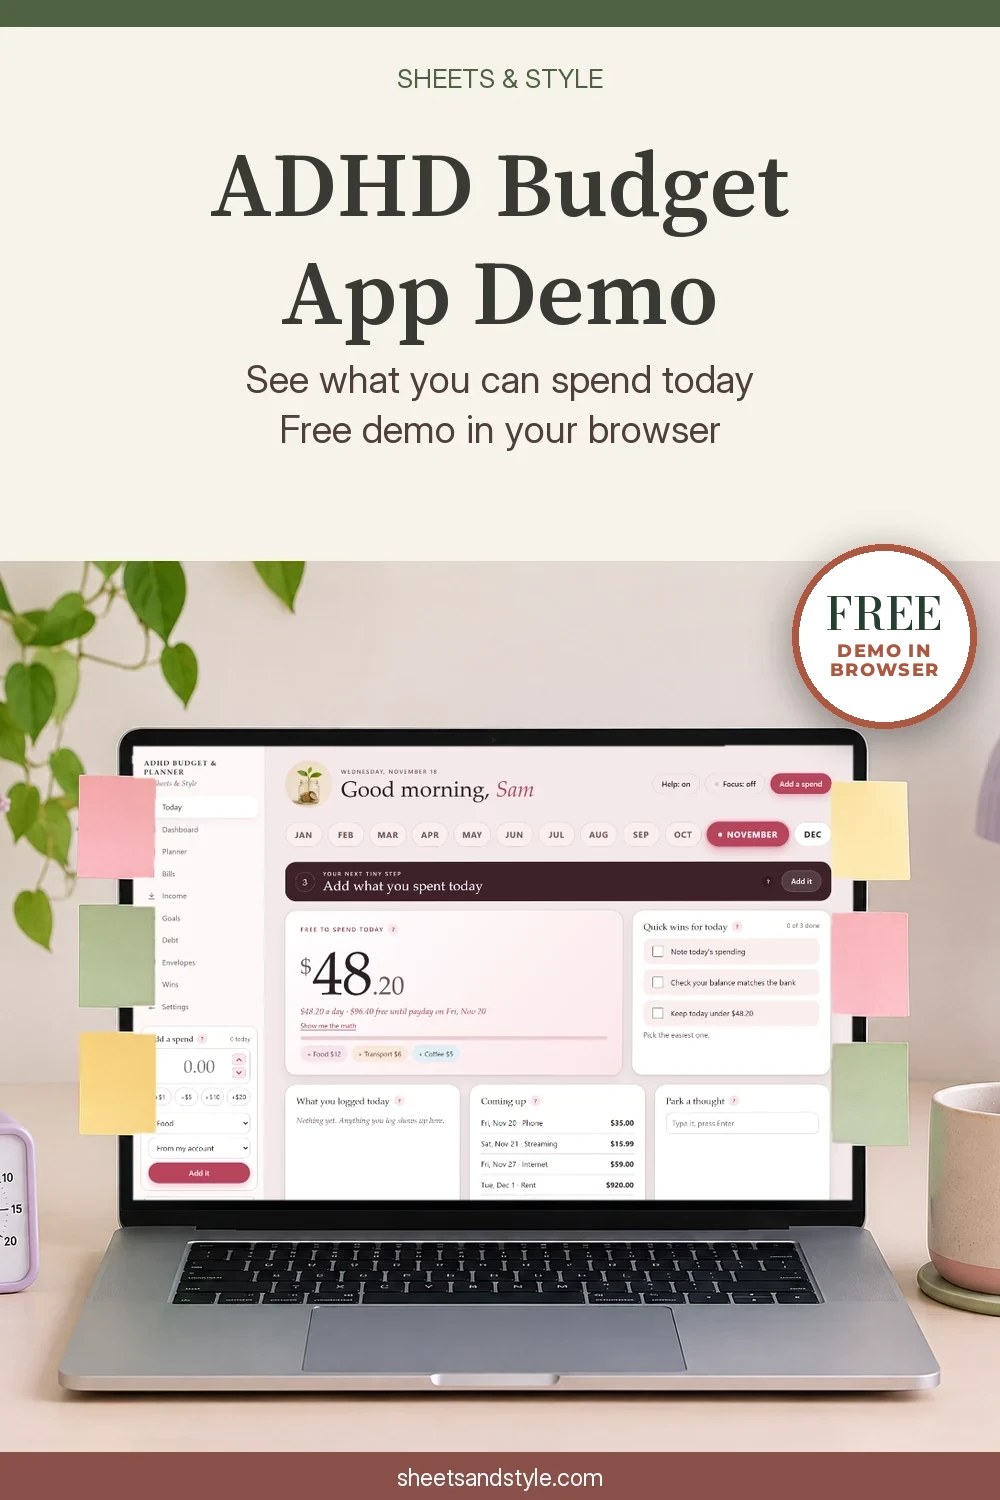 SHEETS & STYLE
ADHD Budget
App Demo
See what you can spend today
Free demo in your browser
FREE
DEMO IN
BROWSER
ADHD BUDGET &
PLANNER
Sheets & Style
Today
Dashboard
Planner
Bills
Income
Goals
Debt
Envelopes
Wins
Settings
Add a spend ? 0 today
0.00
+$5 +$10 +$20
Food
From my account
Add it
WEDNESDAY, NOVEMBER 18
Good morning, Sam
Help: on
Focus: off
Add a spend
JAN FEB MAR APR MAY JUN JUL AUG SEP OCT NOVEMBER DEC
3
YOUR NEXT TINY STEP
Add what you spent today
? Add it
FREE TO SPEND TODAY ?
$48.20
$48.20 a day · $96.40 free until payday on Fri, Nov 20
Show me the math
+ Food $12 + Transport $6 + Coffee $5
Quick wins for today ? 0 of 3 done
Note today's spending
Check your balance matches the bank
Keep today under $48.20
Pick the easiest one.
What you logged today ?
Nothing yet. Anything you log shows up here.
Coming up ?
Fri, Nov 20 · Phone $35.00
Sat, Nov 21 · Streaming $15.99
Fri, Nov 27 · Internet $59.00
Tue, Dec 1 · Rent $920.00
Park a thought ?
Type it, press Enter
10
15
20
sheetsandstyle.com